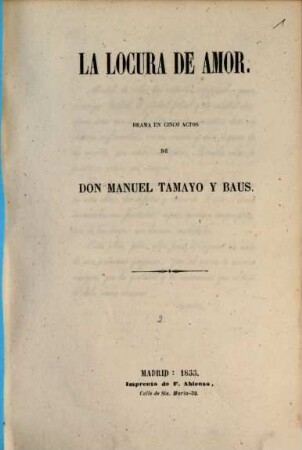 LA LOCURA DE AMOR.
DRAMA EN CINCO ACTOS
DE
DON MANUEL TAMAYO Y BAUS.
2
MADRID: 1855.
Imprenta de F. Abienzo,
Calle de Sta. María-32.